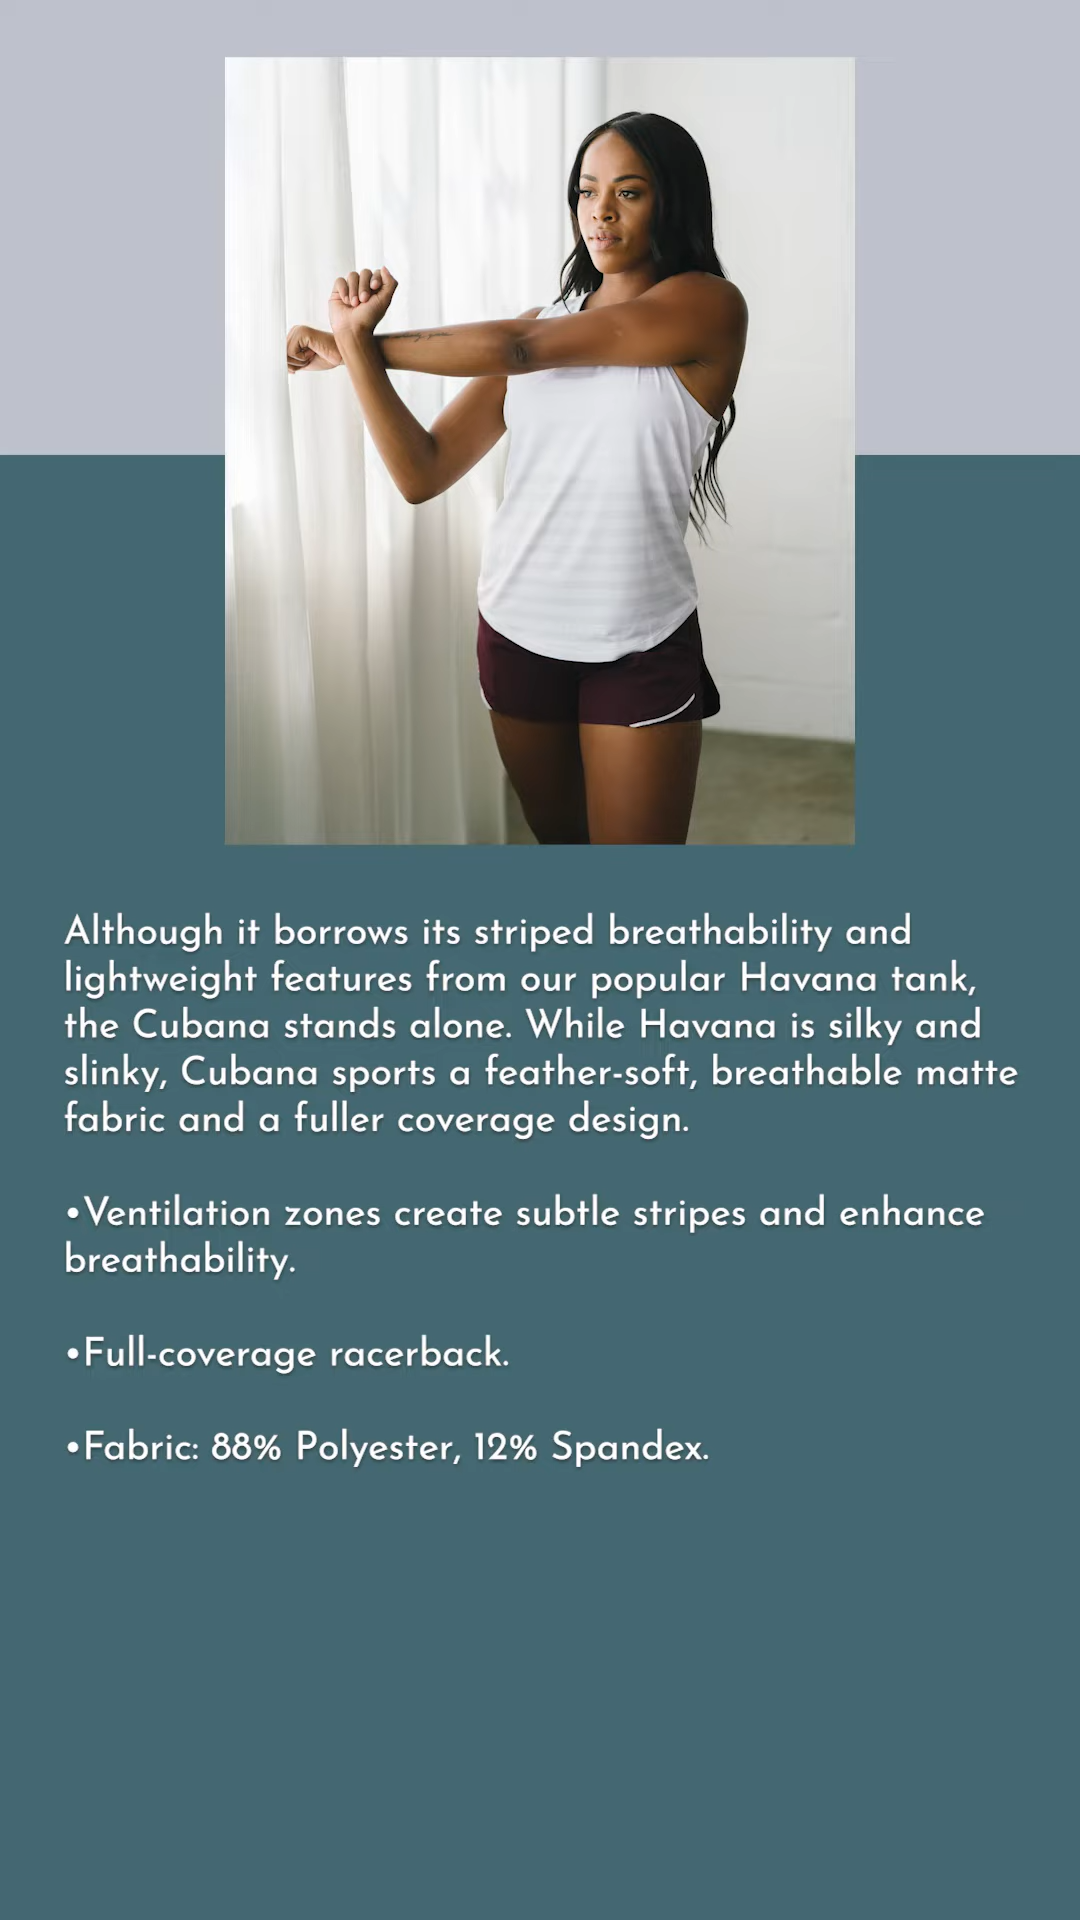 Although it borrows its striped breathability and
lightweight features from our popular Havana tank,
the Cubana stands alone. While Havana is silky and
slinky, Cubana sports a feather-soft, breathable matte
fabric and a fuller coverage design.
•Ventilation zones create subtle stripes and enhance
breathability.
•Full-coverage racerback.
•Fabric: 88% Polyester, 12% Spandex.